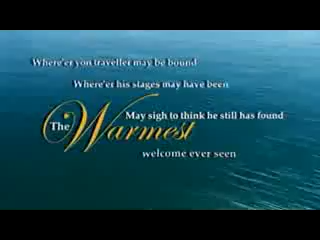 Where'er you traveller may be bound
Where'er his stages may have been
May sigh to think he still has found
The Warmest
welcome ever seen